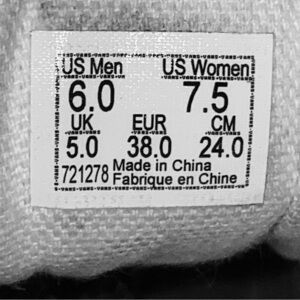 US Men US Women
6.0 7.5
UK EUR CM
5.0 38.0 24.0
721278 Made in China
Fabrique en Chine